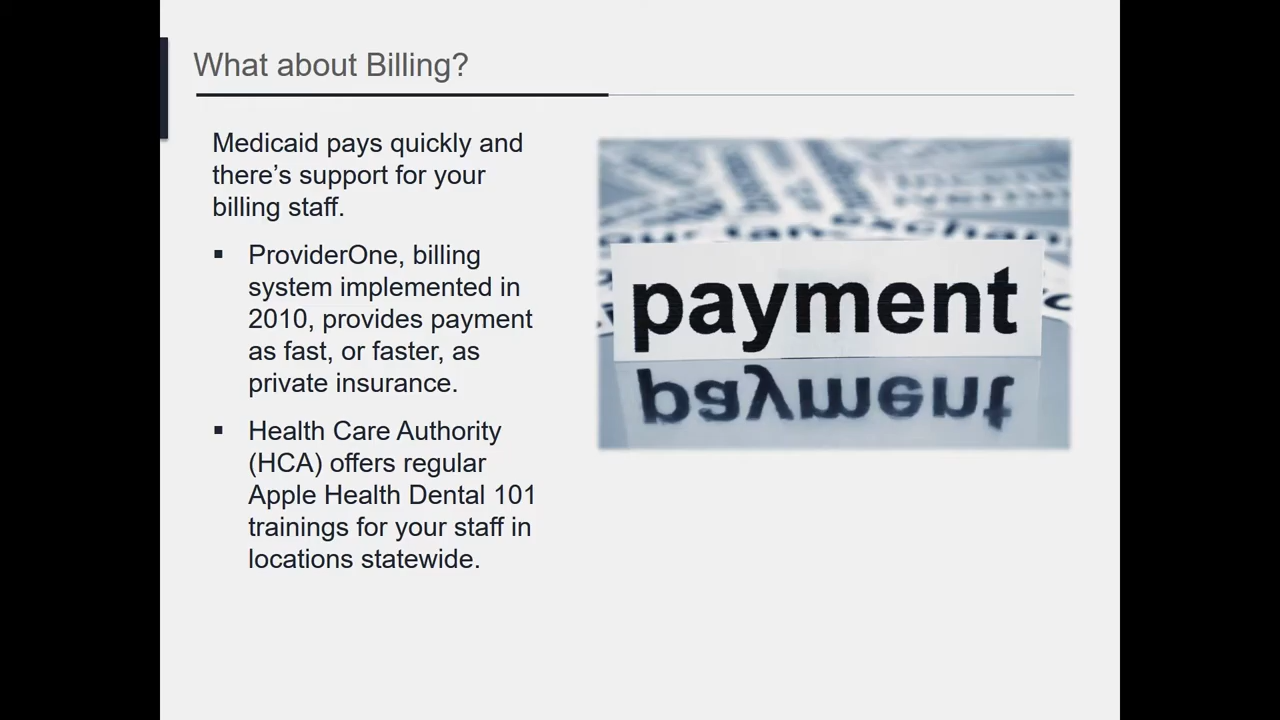 What about Billing?
Medicaid pays quickly and
there’s support for your
billing staff.
▪ ProviderOne, billing
system implemented in
2010, provides payment
as fast, or faster, as
private insurance.
▪ Health Care Authority
(HCA) offers regular
Apple Health Dental 101
trainings for your staff in
locations statewide.
payment